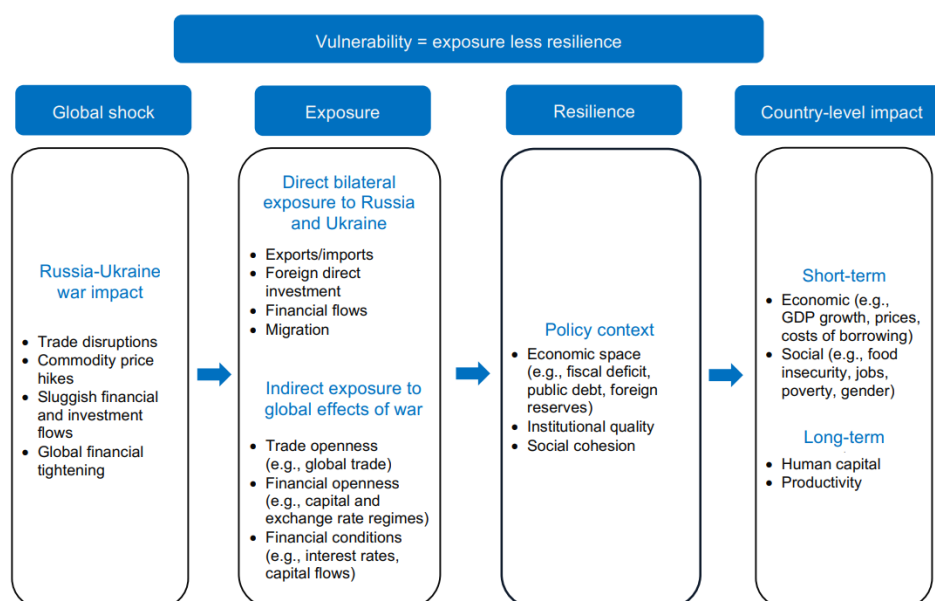 Vulnerability = exposure less resilience
Global shock
Exposure
Resilience
Country-level impact
Russia-Ukraine
war impact
• Trade disruptions
• Commodity price
hikes
• Sluggish financial
and investment
flows
• Global financial
tightening
Direct bilateral
exposure to Russia
and Ukraine
• Exports/imports
• Foreign direct
investment
• Financial flows
• Migration
Indirect exposure to
global effects of war
• Trade openness
(e.g., global trade)
• Financial openness
(e.g., capital and
exchange rate regimes)
• Financial conditions
(e.g., interest rates,
capital flows)
Policy context
• Economic space
(e.g., fiscal deficit,
public debt, foreign
reserves)
• Institutional quality
• Social cohesion
Short-term
• Economic (e.g.,
GDP growth, prices,
costs of borrowing)
• Social (e.g., food
insecurity, jobs,
poverty, gender)
Long-term
• Human capital
• Productivity